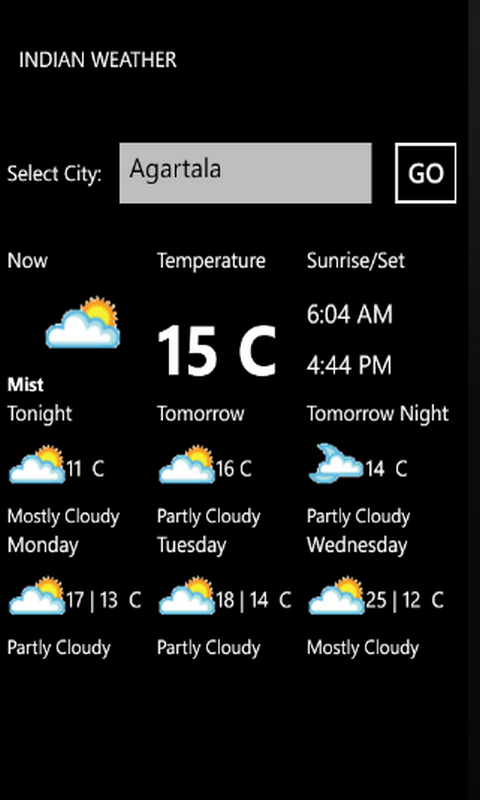 INDIAN WEATHER
Select City: Agartala GO
Now Temperature Sunrise/Set
6:04 AM
15 C
4:44 PM
Mist
Tonight Tomorrow Tomorrow Night
11 C 16 C 14 C
Mostly Cloudy Partly Cloudy Partly Cloudy
Monday Tuesday Wednesday
17 | 13 C 18 | 14 C 25 | 12 C
Partly Cloudy Partly Cloudy Mostly Cloudy